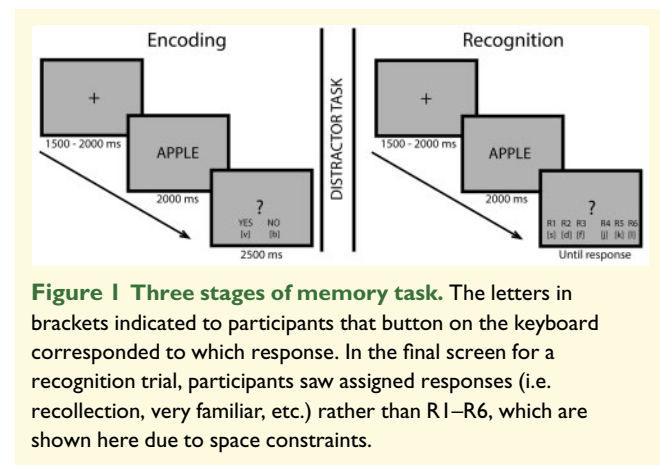 Encoding
Recognition
+
1500 - 2000 ms
APPLE
2000 ms
?
YES NO
[v] [b]
2500 ms
DISTRACTOR TASK
+
1500 - 2000 ms
APPLE
2000 ms
?
R1 R2 R3 R4 R5 R6
[s] [d] [f] [j] [k] [l]
Until response
Figure 1 Three stages of memory task. The letters in
brackets indicated to participants that button on the keyboard
corresponded to which response. In the final screen for a
recognition trial, participants saw assigned responses (i.e.
recollection, very familiar, etc.) rather than R1–R6, which are
shown here due to space constraints.